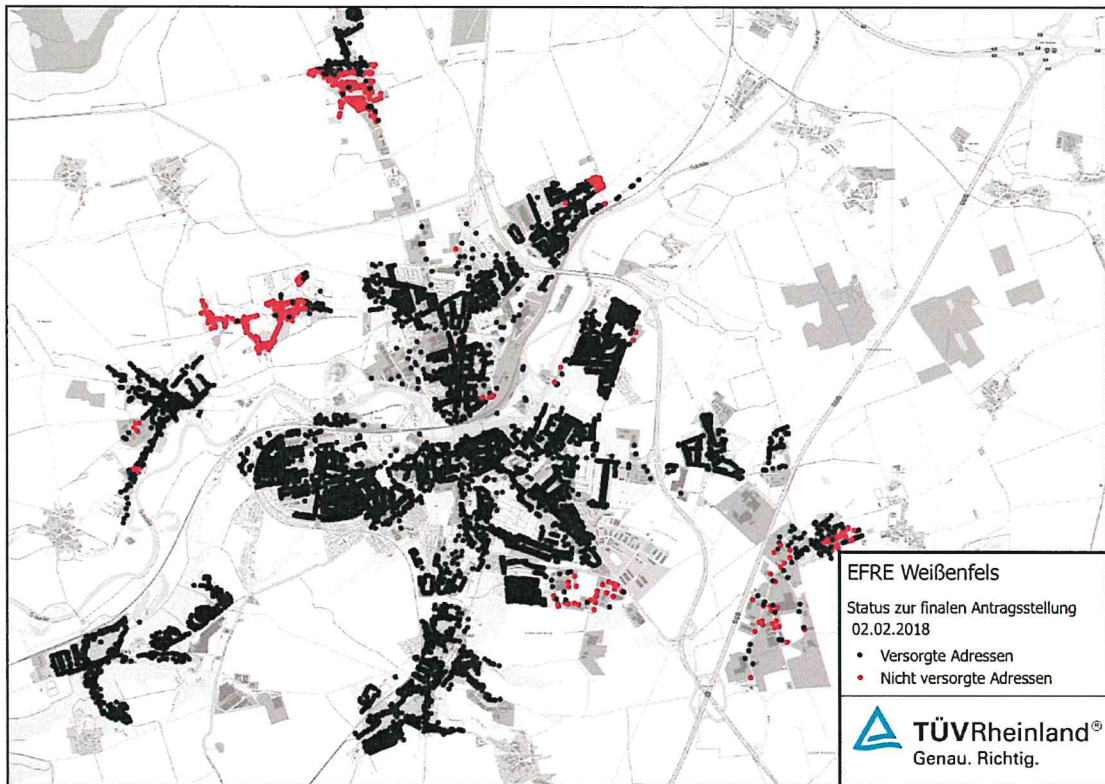 EFRE Weißenfels
Status zur finalen Antragsstellung
02.02.2018
• Versorgte Adressen
• Nicht versorgte Adressen
TÜVRheinland®
Genau. Richtig.